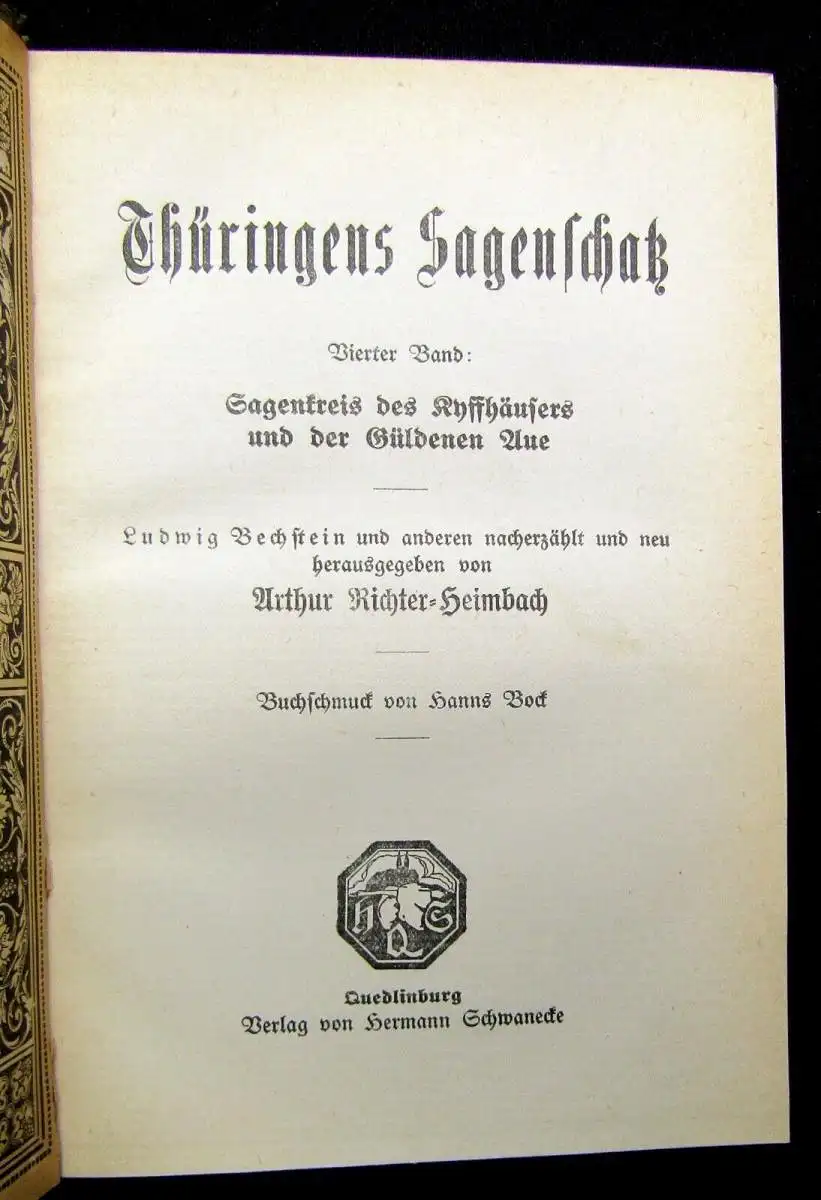 Thüringens Sagenſchatz
Vierter Band:
Sagenkreis des Kyffhäuſers
und der Güldenen Aue
Ludwig Bechſtein und anderen nacherzählt und neu
herausgegeben von
Arthur Richter-Heimbach
Buchſchmuck von Hanns Bock
H S
Q
Quedlinburg
Verlag von Hermann Schwanecke